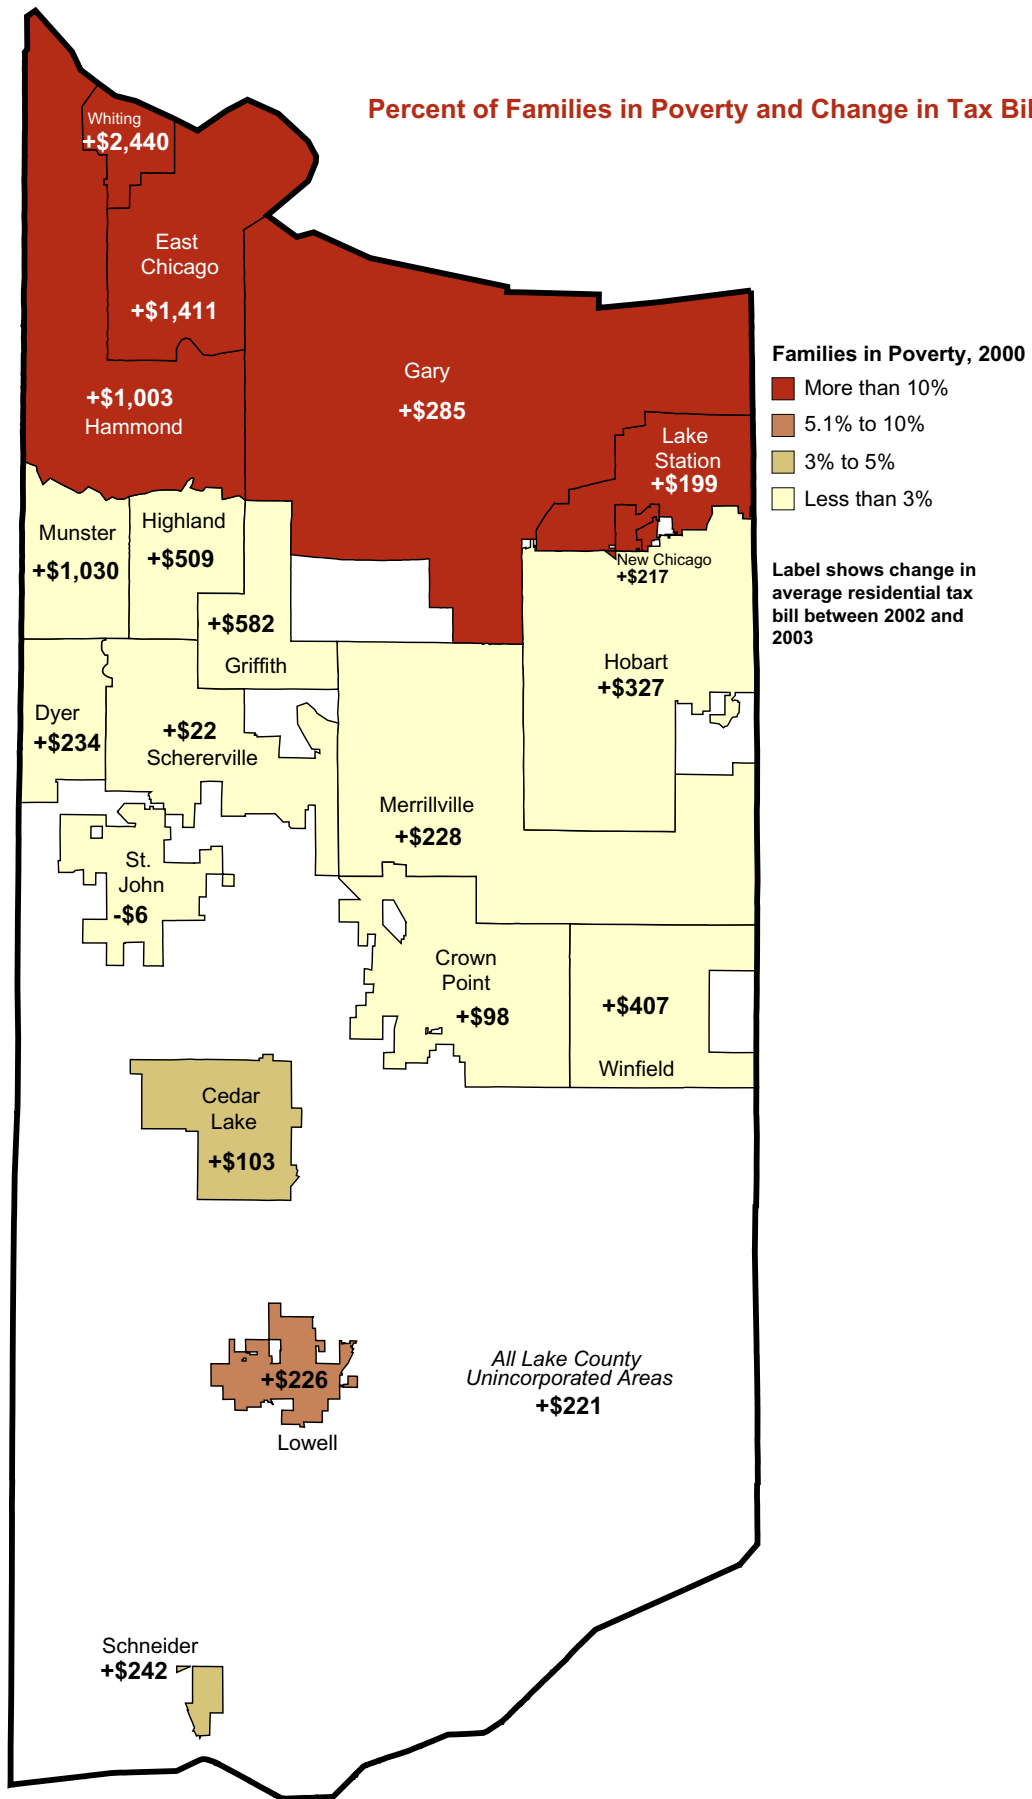 Percent of Families in Poverty and Change in Tax Bil
Whiting
+$2,440
East
Chicago
+$1,411
+$1,003
Hammond
Gary
+$285
Lake
Station
+$199
New Chicago
+$217
Families in Poverty, 2000
More than 10%
5.1% to 10%
3% to 5%
Less than 3%
Label shows change in
average residential tax
bill between 2002 and
2003
Munster
+$1,030
Highland
+$509
+$582
Griffith
Hobart
+$327
Dyer
+$234
+$22
Schererville
Merrillville
+$228
St.
John
-$6
Crown
Point
+$98
+$407
Winfield
Cedar
Lake
+$103
+$226
Lowell
All Lake County
Unincorporated Areas
+$221
Schneider
+$242